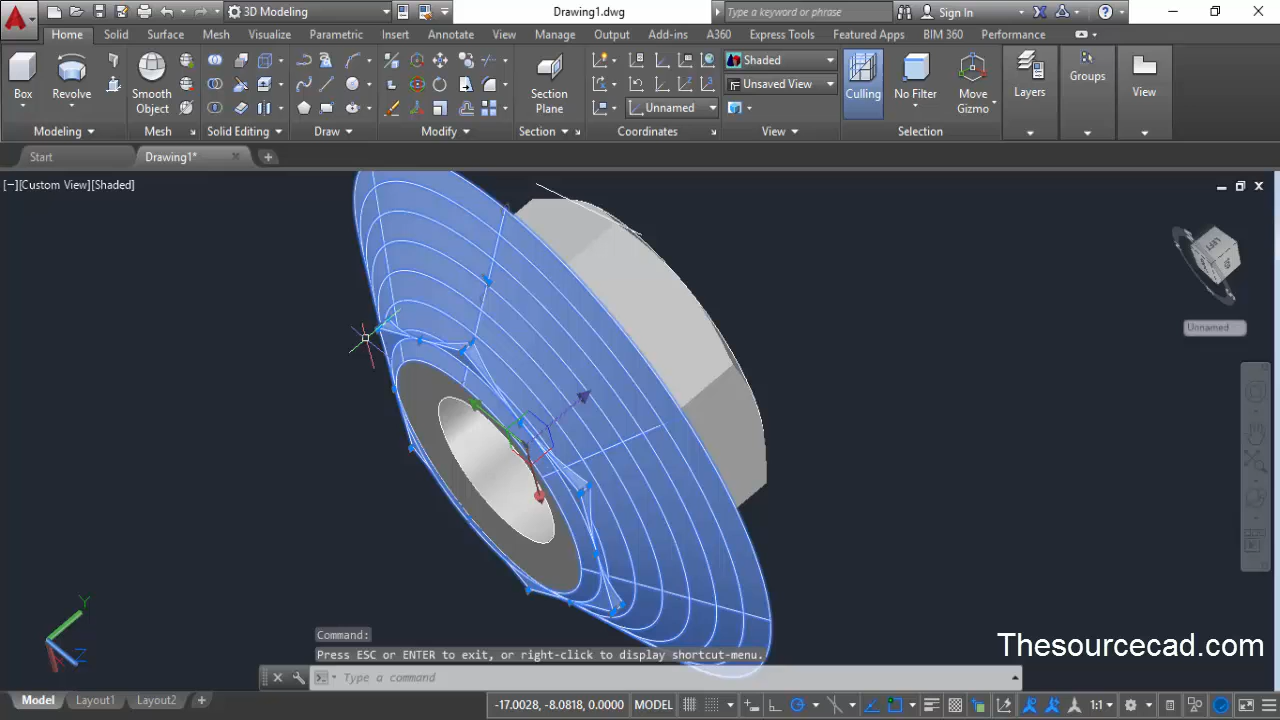 3D Modeling
Drawing1.dwg
Type a keyword or phrase
Sign In
Home Solid Surface Mesh Visualize Parametric Insert Annotate View Manage Output Add-ins A360 Express Tools Featured Apps BIM 360 Performance
Box
Revolve
Smooth Object
Section Plane
Unnamed
Shaded
Unsaved View
Culling
No Filter
Move Gizmo
Layers
Groups
View
Modeling
Mesh
Solid Editing
Draw
Modify
Section
Coordinates
View
Selection
Start
Drawing1*
[−][Custom View][Shaded]
LEFT
Unnamed
Y
Z
Command:
Press ESC or ENTER to exit, or right-click to display shortcut-menu.
Type a command
Thesourcecad.com
Model Layout1 Layout2
-17.0028, -8.0818, 0.0000 MODEL
1:1